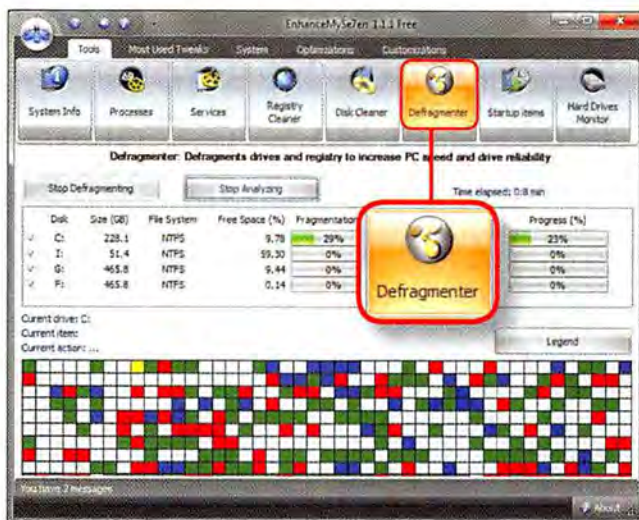 EnhanceMySe7en 1.1.1 Free
Tools Most Used Tweaks System Optimizations Customizations
System Info Processes Services Registry Cleaner Disk Cleaner Defragmenter Startup items Hard Drives Monitor
Defragmenter: Defragments drives and registry to increase PC speed and drive reliability
Stop Defragmenting Stop Analyzing Time elapsed: 0:8 min
Disk Size (GB) File System Free Space (%) Fragmentation Progress (%)
C: 228.1 NTFS 9.78 29% 23%
I: 51.4 NTFS 59.30 0% 0%
G: 465.8 NTFS 9.44 0% 0%
F: 465.8 NTFS 0.14 0% 0%
Defragmenter
Current drive: C:
Current item:
Current action: ...
Legend
You have 2 messages
About